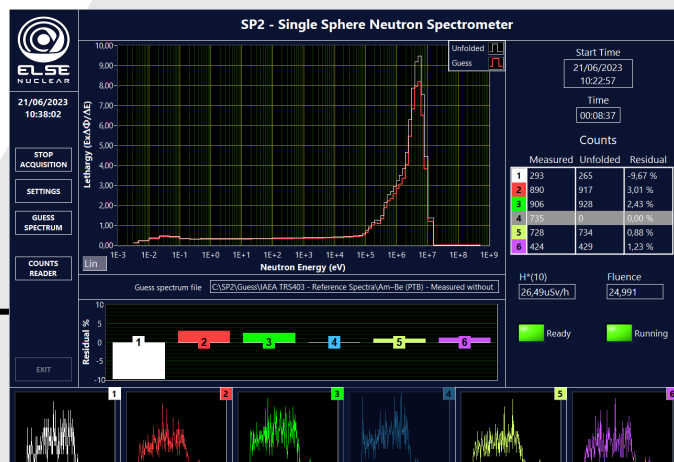 SP2 - Single Sphere Neutron Spectrometer
ELSE
NUCLEAR
21/06/2023
10:38:02
STOP
ACQUISITION
SETTINGS
GUESS
SPECTRUM
COUNTS
READER
EXIT
Unfolded
Guess
Lethargy (ExΔΦ/ΔE)
10,00
9,00
8,00
7,00
6,00
5,00
4,00
3,00
2,00
1,00
0,00
1E-3 1E-2 1E-1 1E+0 1E+1 1E+2 1E+3 1E+4 1E+5 1E+6 1E+7 1E+8 1E+9
Lin
Neutron Energy (eV)
Guess spectrum file C:\SP2\Guess\IAEA TRS403 - Reference Spectra\Am-Be (PTB) - Measured without
Residual %
10
5
0
-5
-10
1 2 3 4 5 6
Start Time
21/06/2023
10:22:57
Time
00:08:37
Counts
Measured Unfolded Residual
1 293 265 -9,67 %
2 890 917 3,01 %
3 906 928 2,43 %
4 735 0 0,00 %
5 728 734 0,88 %
6 424 429 1,23 %
H*(10) Fluence
26,49uSv/h 24,991
Ready Running
1 2 3 4 5 6